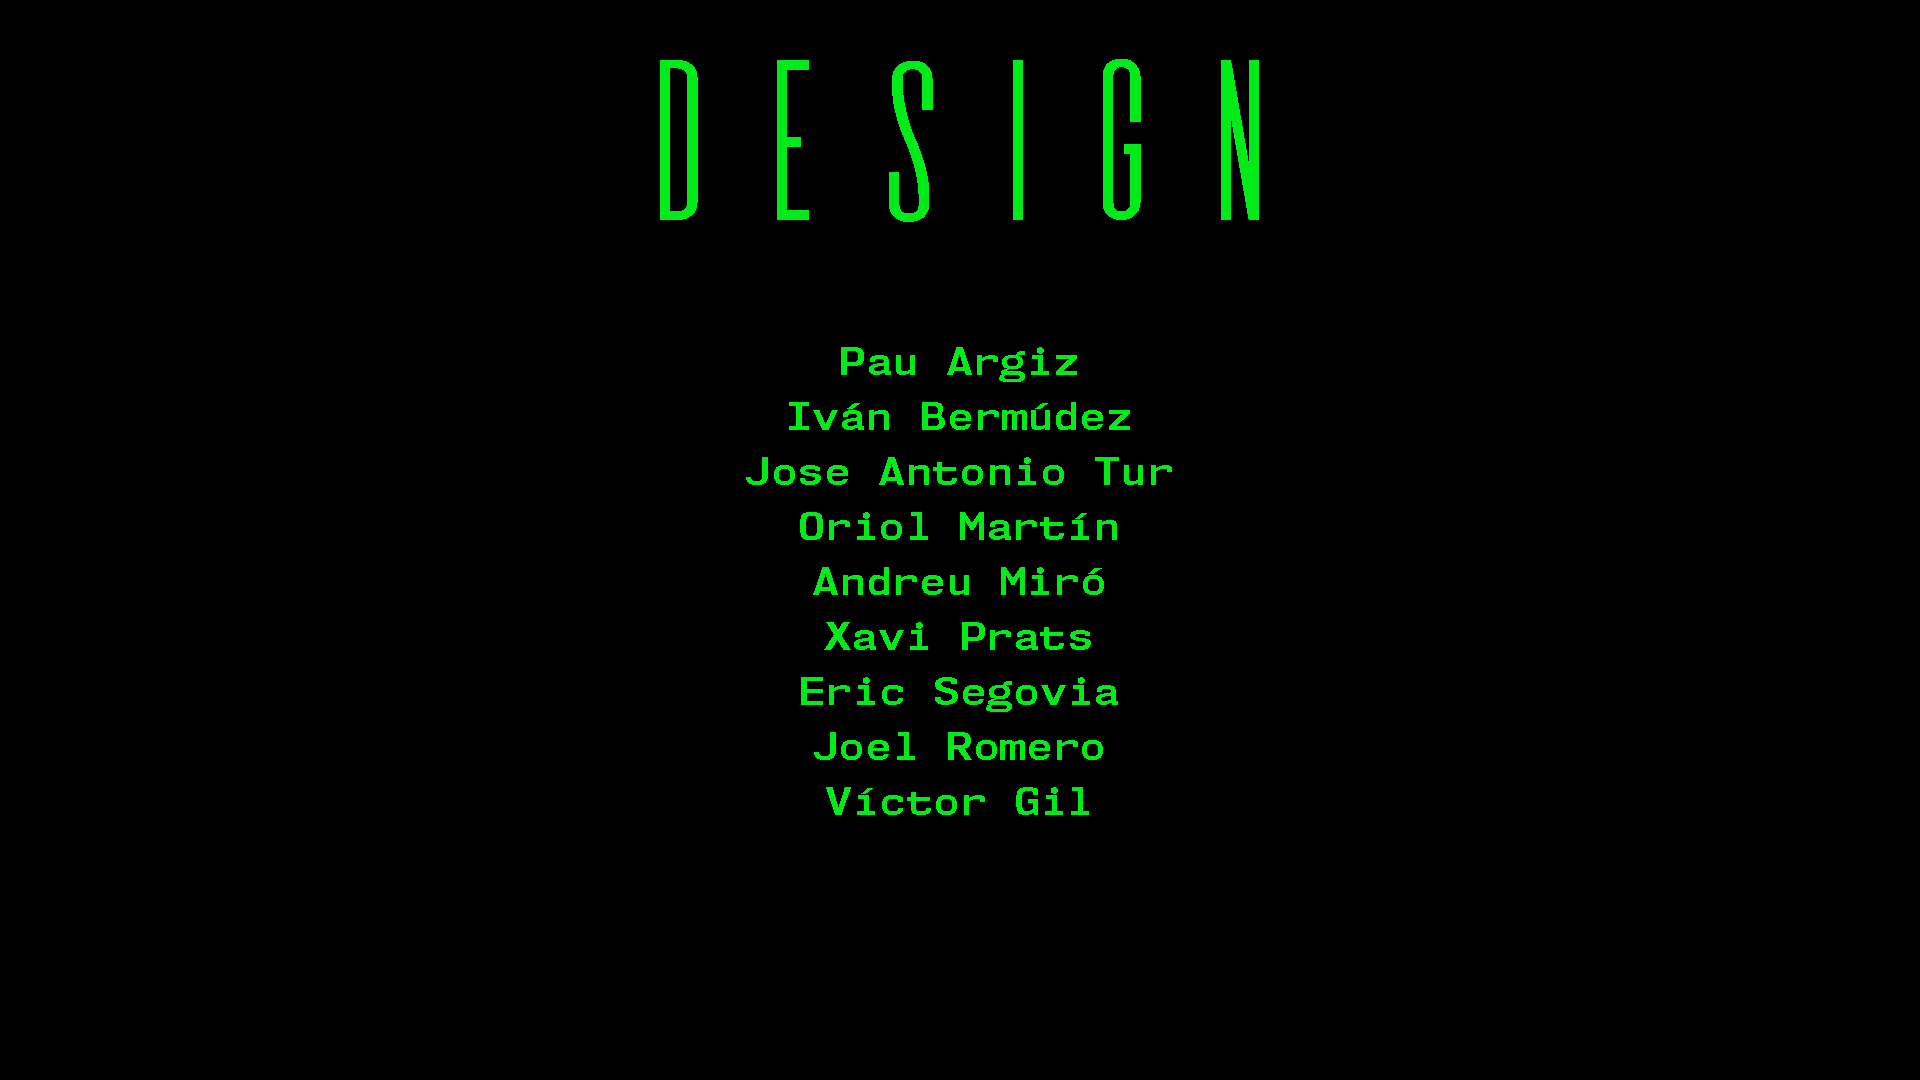 DESIGN
Pau Argiz
Iván Bermúdez
Jose Antonio Tur
Oriol Martín
Andreu Miró
Xavi Prats
Eric Segovia
Joel Romero
Víctor Gil